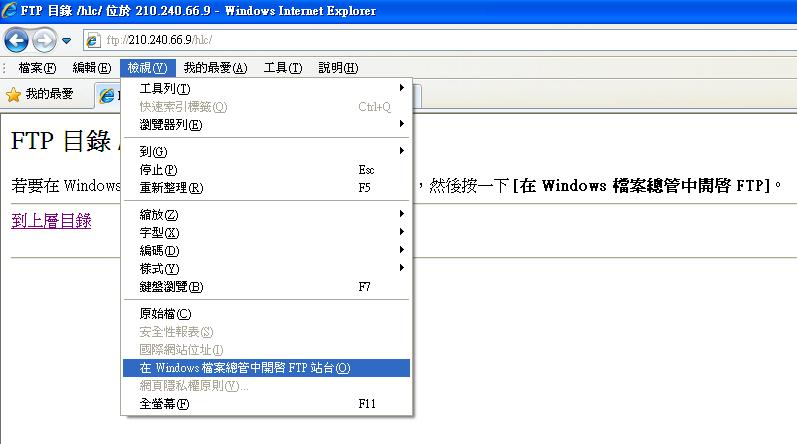 FTP 目錄 /hlc/ 位於 210.240.66.9 - Windows Internet Explorer
ftp://210.240.66.9/hlc/
檔案(F) 編輯(E) 檢視(V) 我的最愛(A) 工具(T) 說明(H)
我的最愛
工具列(T)
快速索引標籤(Q) Ctrl+Q
瀏覽器列(E)
FTP 目錄 /
到(G)
停止(P) Esc
若要在 Windows ，然後按一下 [在 Windows 檔案總管中開啓 FTP]。
重新整理(R) F5
縮放(Z)
到上層目錄
字型(X)
編碼(D)
樣式(Y)
鍵盤瀏覽(B) F7
原始檔(C)
安全性報表(S)
國際網站位址(I)
在 Windows 檔案總管中開啓 FTP 站台(O)
網頁隱私權原則(V)...
全螢幕(F) F11